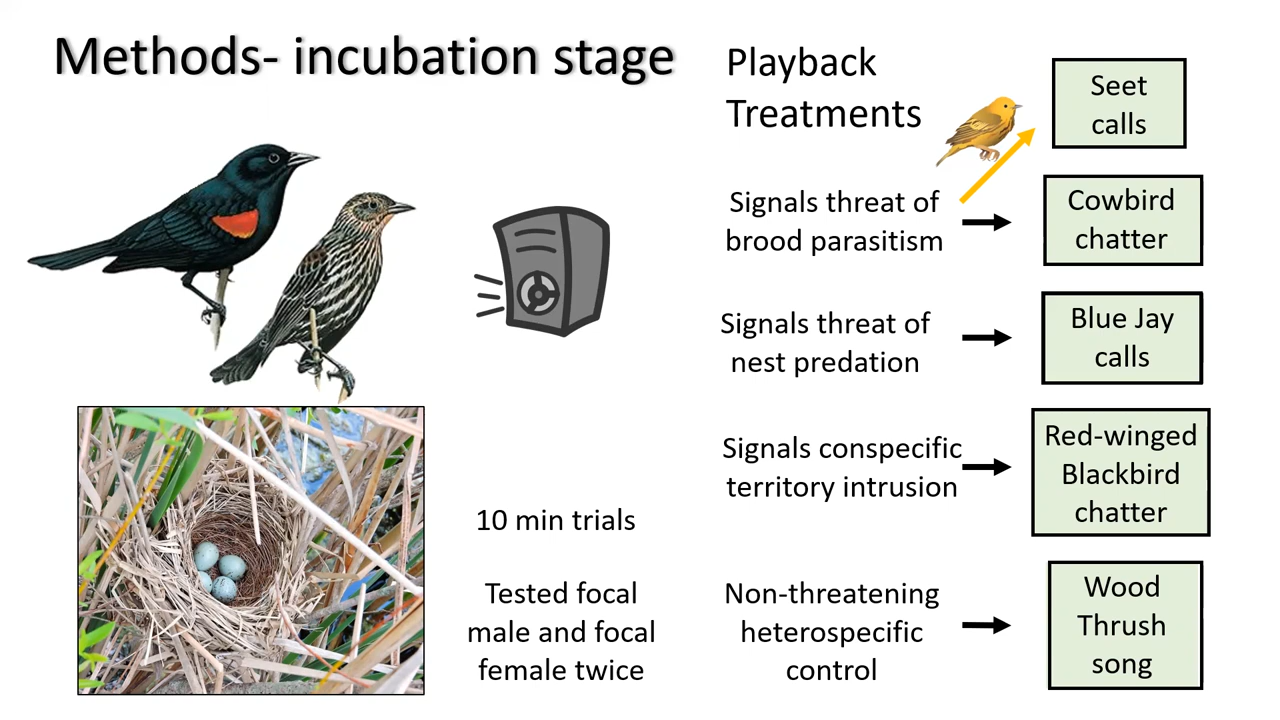 Methods- incubation stage
Playback
Treatments
Seet
calls
Signals threat of
brood parasitism
Cowbird
chatter
Signals threat of
nest predation
Blue Jay
calls
Signals conspecific
territory intrusion
Red-winged
Blackbird
chatter
10 min trials
Tested focal
male and focal
female twice
Non-threatening
heterospecific
control
Wood
Thrush
song